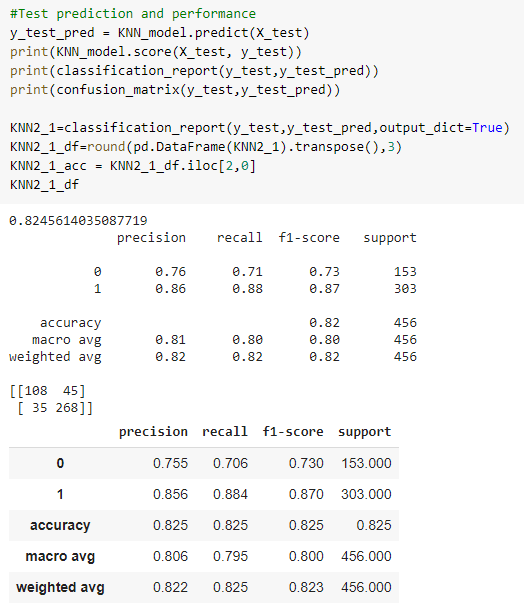 #Test prediction and performance
y_test_pred = KNN_model.predict(X_test)
print(KNN_model.score(X_test, y_test))
print(classification_report(y_test,y_test_pred))
print(confusion_matrix(y_test,y_test_pred))
KNN2_1=classification_report(y_test,y_test_pred,output_dict=True)
KNN2_1_df=round(pd.DataFrame(KNN2_1).transpose(),3)
KNN2_1_acc = KNN2_1_df.iloc[2,0]
KNN2_1_df
0.8245614035087719
precision recall f1-score support
0 0.76 0.71 0.73 153
1 0.86 0.88 0.87 303
accuracy 0.82 456
macro avg 0.81 0.80 0.80 456
weighted avg 0.82 0.82 0.82 456
[[108 45]
[ 35 268]]
precision recall f1-score support
0 0.755 0.706 0.730 153.000
1 0.856 0.884 0.870 303.000
accuracy 0.825 0.825 0.825 0.825
macro avg 0.806 0.795 0.800 456.000
weighted avg 0.822 0.825 0.823 456.000